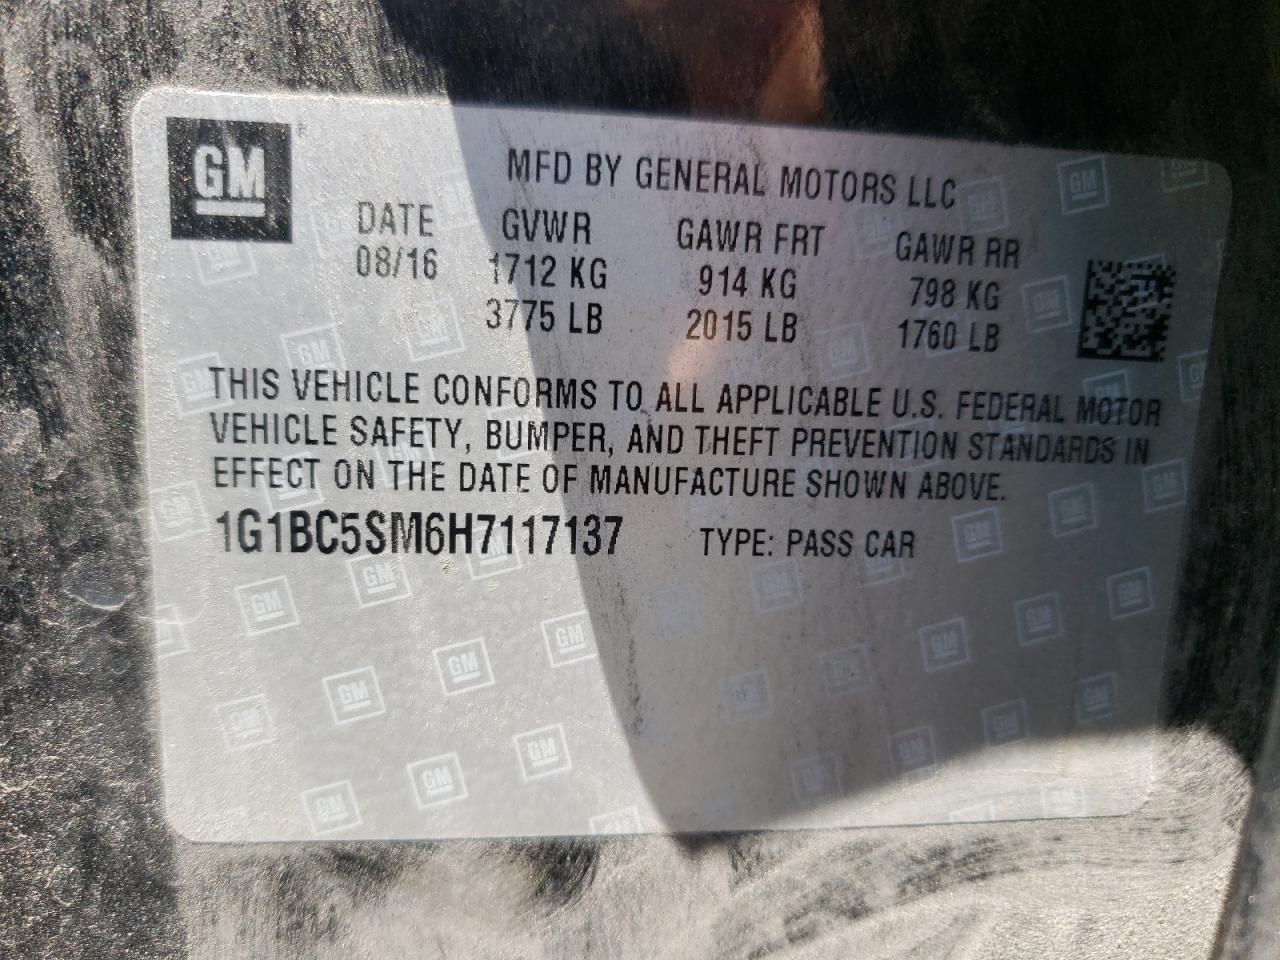 GM
MFD BY GENERAL MOTORS LLC
DATE GVWR GAWR FRT GAWR RR
08/16 1712 KG 914 KG 798 KG
3775 LB 2015 LB 1760 LB
THIS VEHICLE CONFORMS TO ALL APPLICABLE U.S. FEDERAL MOTOR
VEHICLE SAFETY, BUMPER, AND THEFT PREVENTION STANDARDS IN
EFFECT ON THE DATE OF MANUFACTURE SHOWN ABOVE.
1G1BC5SM6H7117137 TYPE: PASS CAR